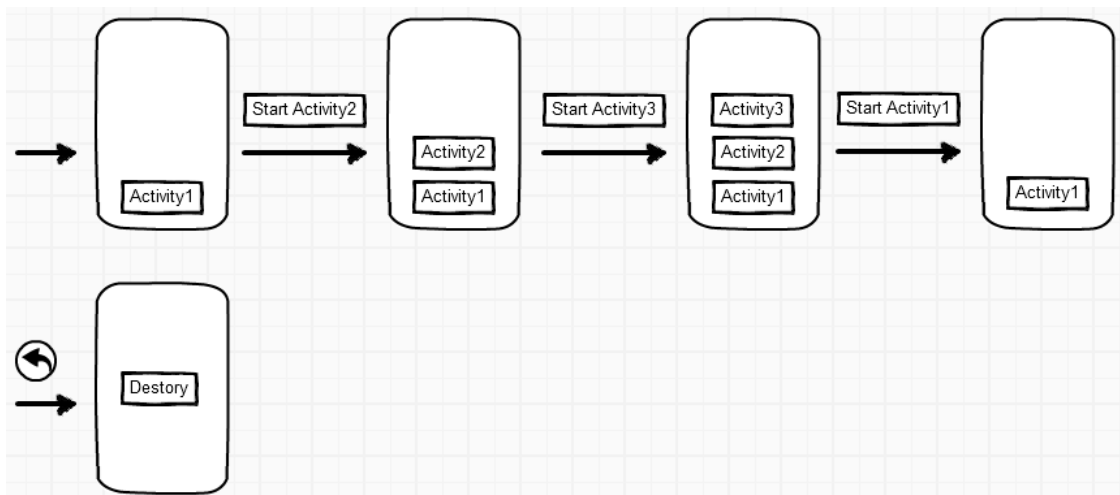 Start Activity2
Start Activity3
Activity3
Start Activity1
Activity2
Activity2
Activity1
Activity1
Activity1
Activity1
Destory